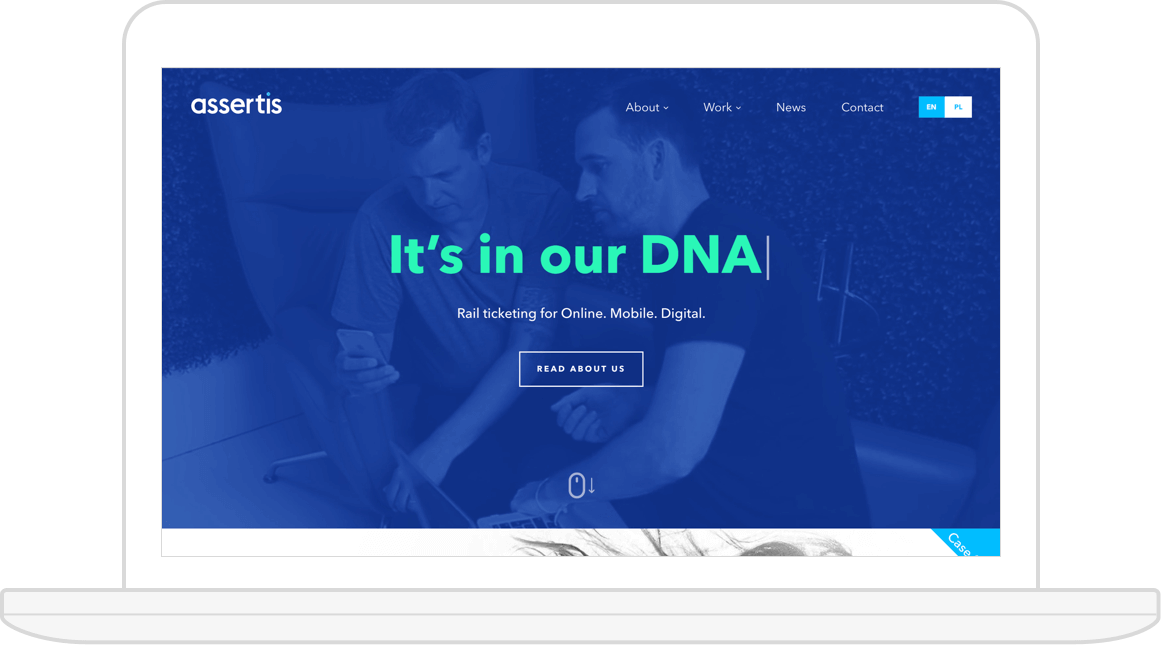 assertis
About
Work
News
Contact
EN
PL
It's in our DNA
Rail ticketing for Online. Mobile. Digital.
READ ABOUT US
Case